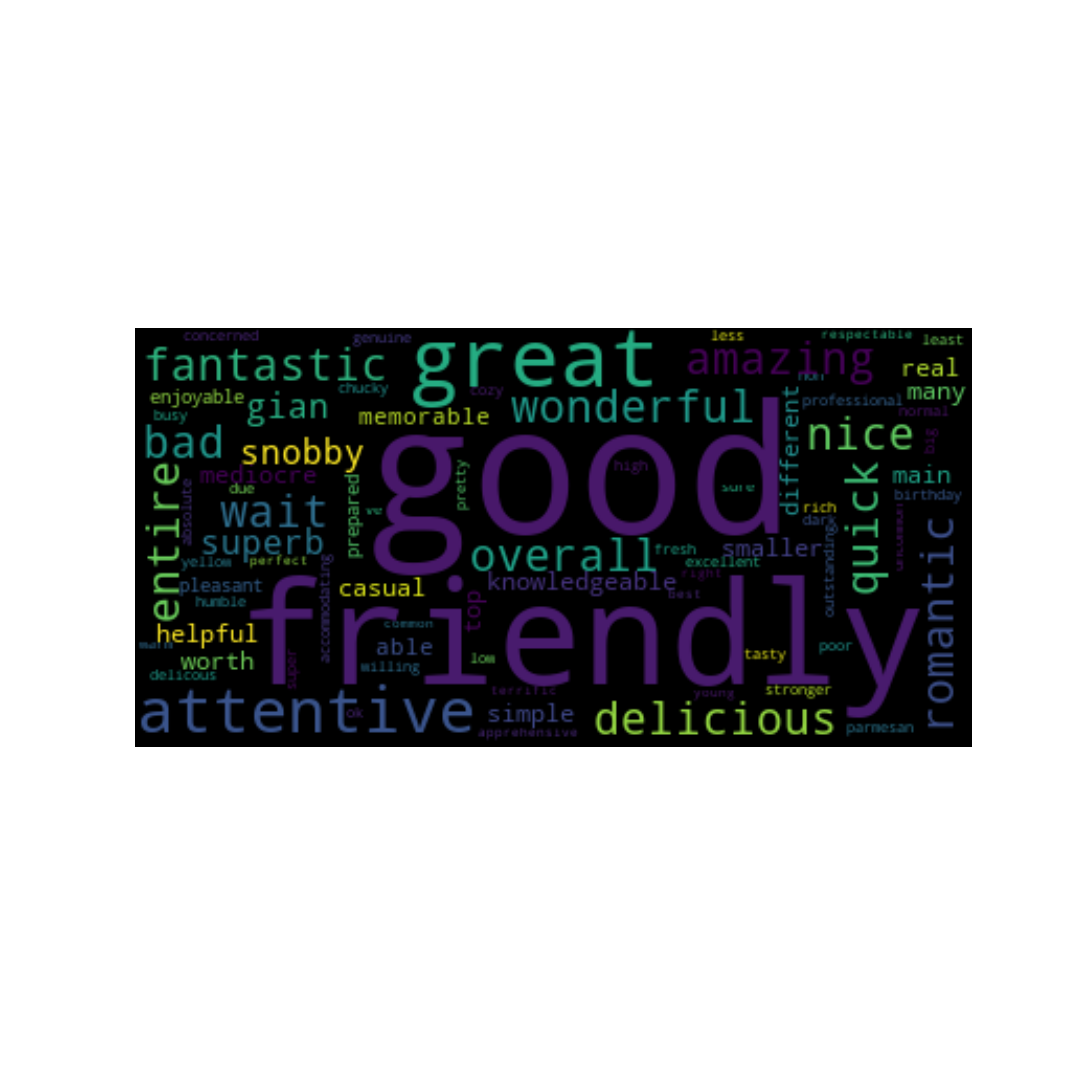 concerned
genuine
less
respectable
least
fantastic
great
amazing
real
non
chucky
cozy
many
enjoyable
gian
memorable
wonderful
different
professional
normal
busy
bad
snobby
good
nice
big
mediocre
pretty
high
main
entire
absolute
due
prepared
sure
quick
birthday
wait
we
rich
dark
superb
overall
fresh
smaller
outstanding
romantic
yellow
perfect
excellent
pleasant
casual
knowledgeable
right
best
humble
accommodating
top
friendly
common
helpful
able
low
tasty
poor
worth
super
willing
delicous
terrific
young
stronger
attentive
ok
simple
delicious
parmesan
apprehensive